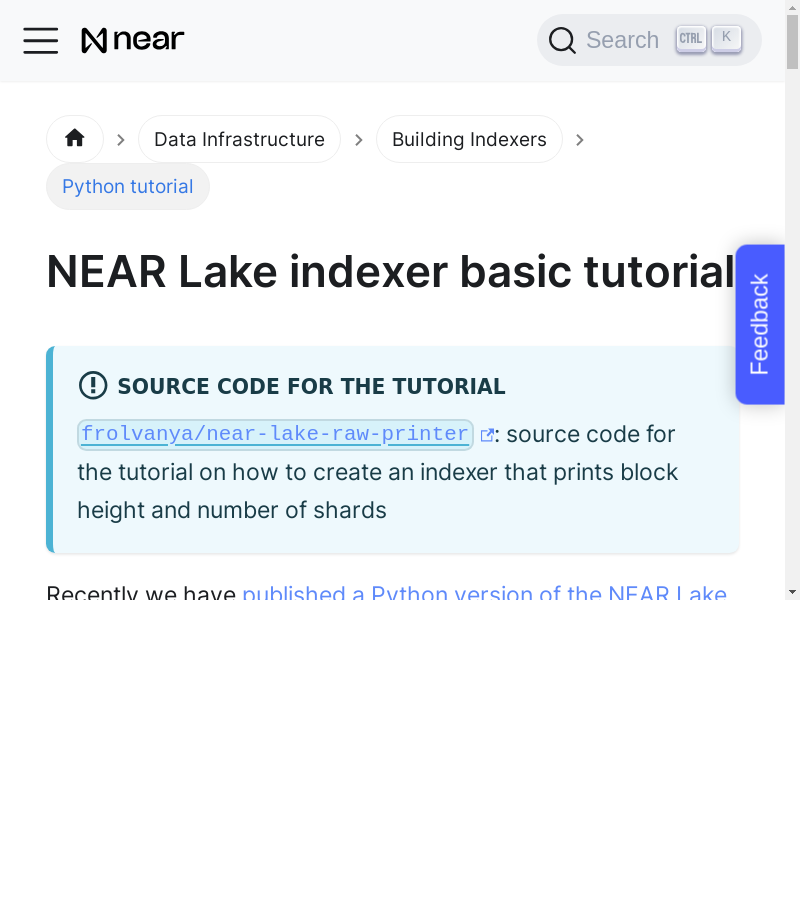 near
Search CTRL K
Data Infrastructure Building Indexers
Python tutorial
NEAR Lake indexer basic tutorial
Feedback
SOURCE CODE FOR THE TUTORIAL
frolvanya/near-lake-raw-printer : source code for
the tutorial on how to create an indexer that prints block
height and number of shards
Recently we have published a Python version of the NEAR Lake